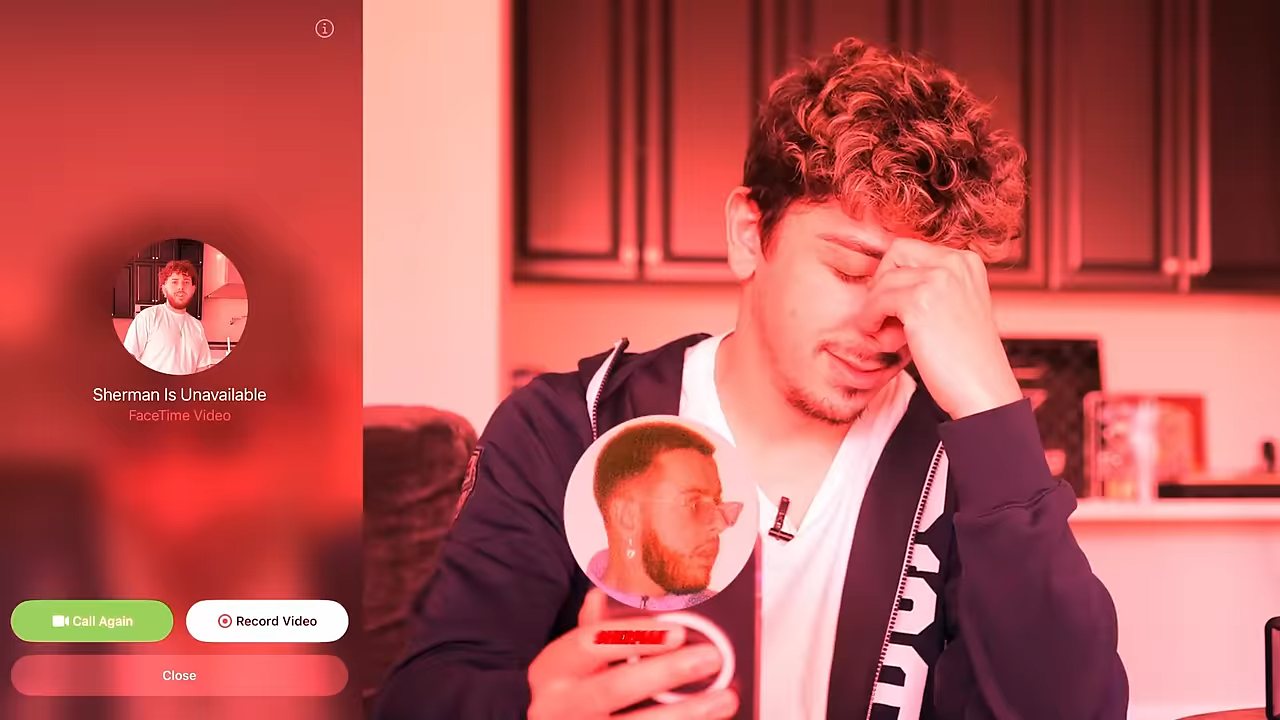 Sherman Is Unavailable
FaceTime Video
Call Again
Record Video
Close